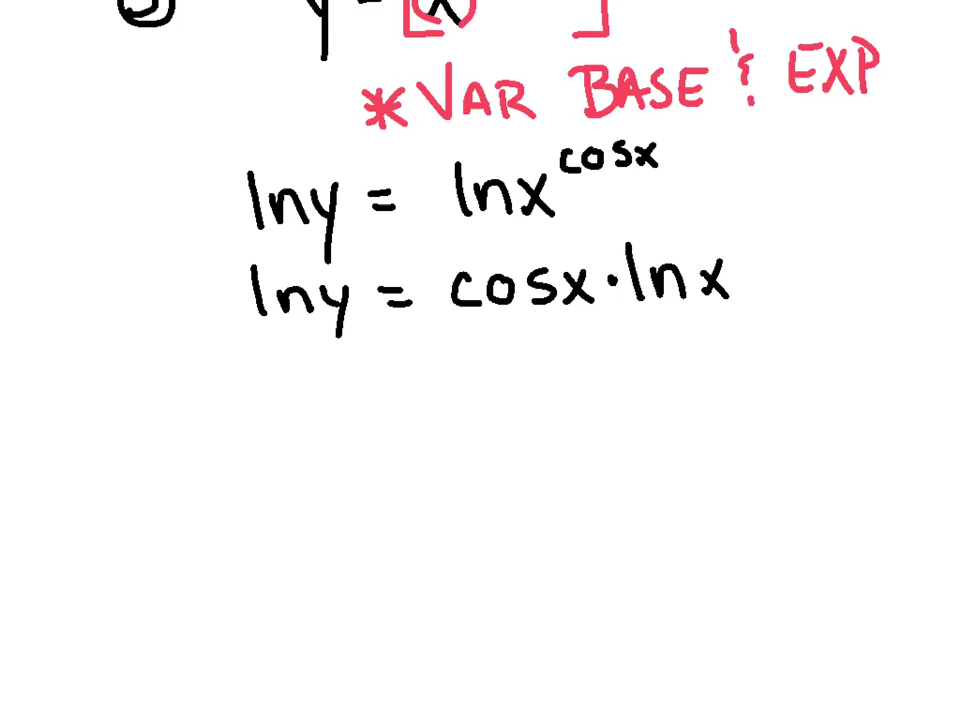 y = [x ]
* VAR BASE & EXP
lny = lnx^cosx
lny = cosx·lnx